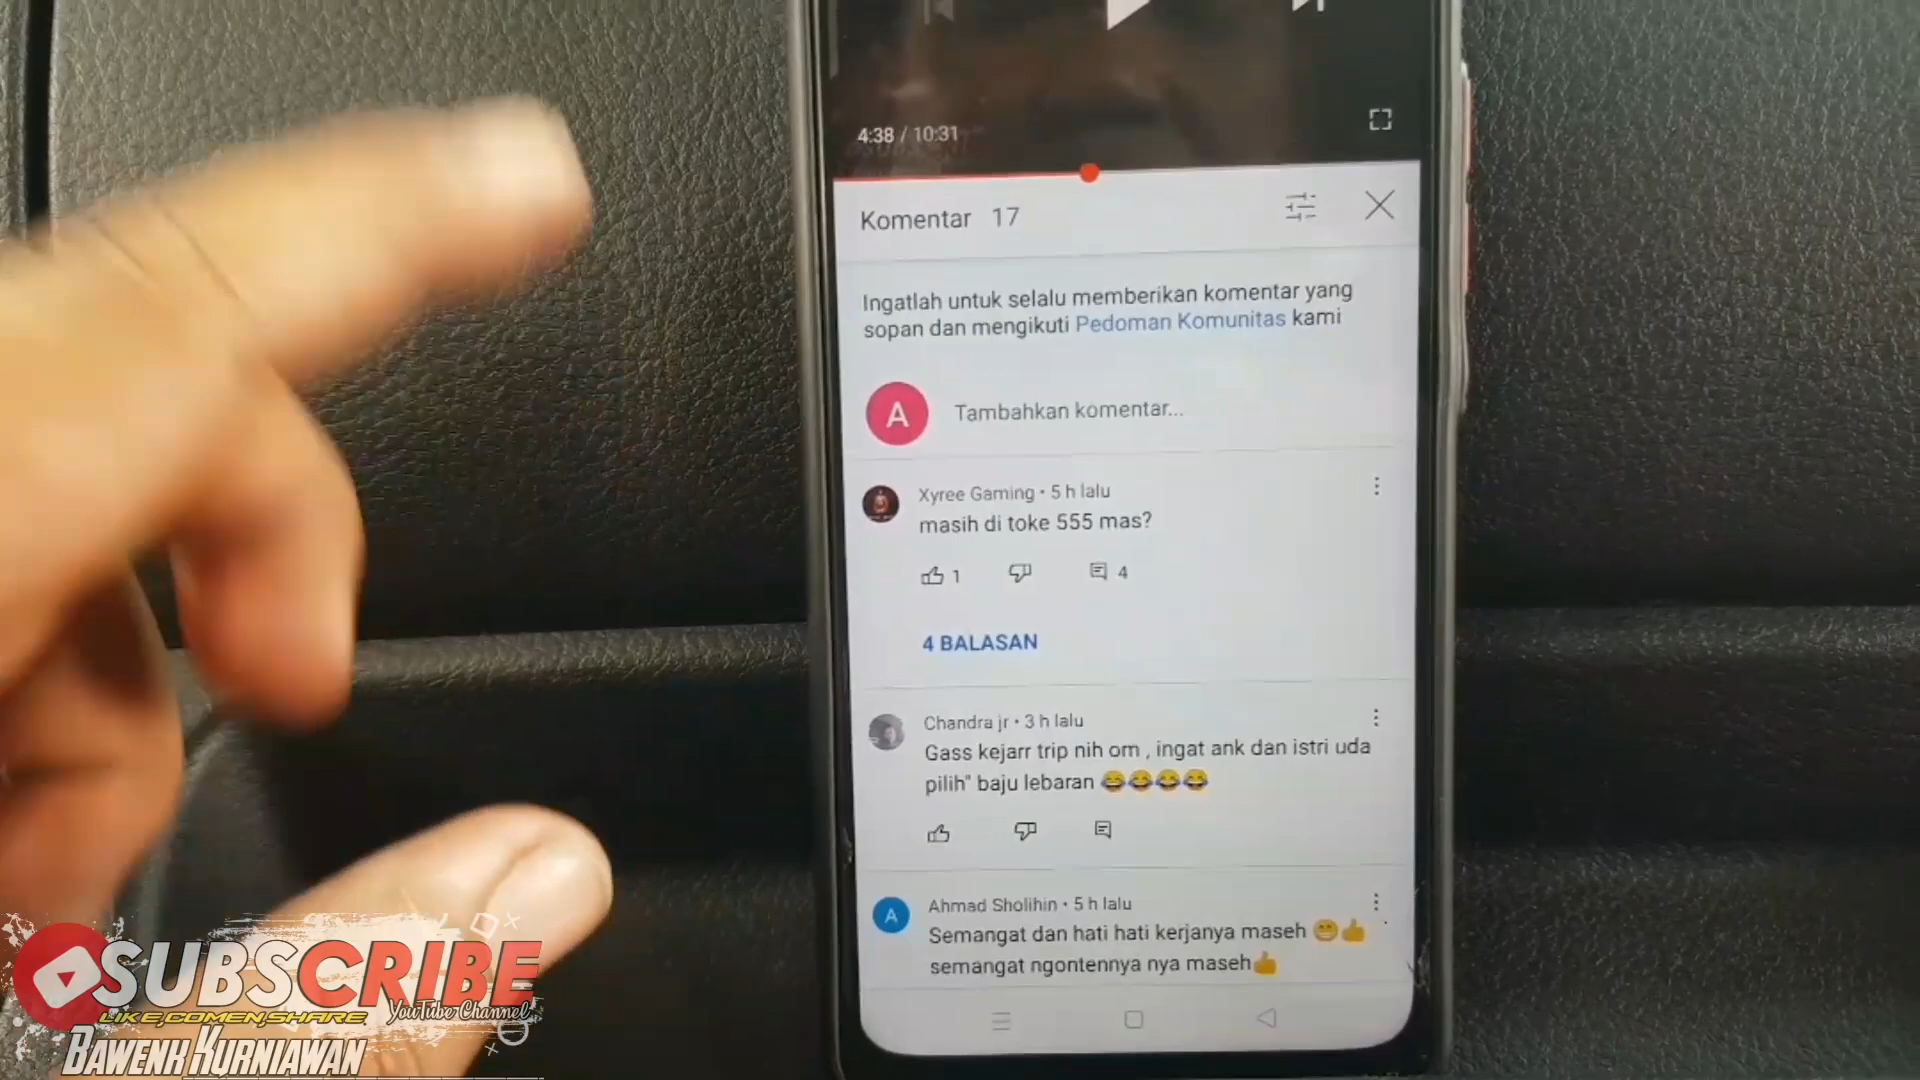 4:38 / 10:31
Komentar 17
Ingatlah untuk selalu memberikan komentar yang
sopan dan mengikuti Pedoman Komunitas kami
A
Tambahkan komentar...
Xyree Gaming • 5 h lalu
masih di toke 555 mas?
1
4
4 BALASAN
Chandra jr • 3 h lalu
Gass kejarr trip nih om , ingat ank dan istri uda
pilih" baju lebaran 😂😂😂😂
A
Ahmad Sholihin • 5 h lalu
Semangat dan hati hati kerjanya maseh 😁👍
semangat ngontennya nya maseh👍
SUBSCRIBE
LIKE,COMEN,SHARE YouTube Channel
BAWENK KURNIAWAN